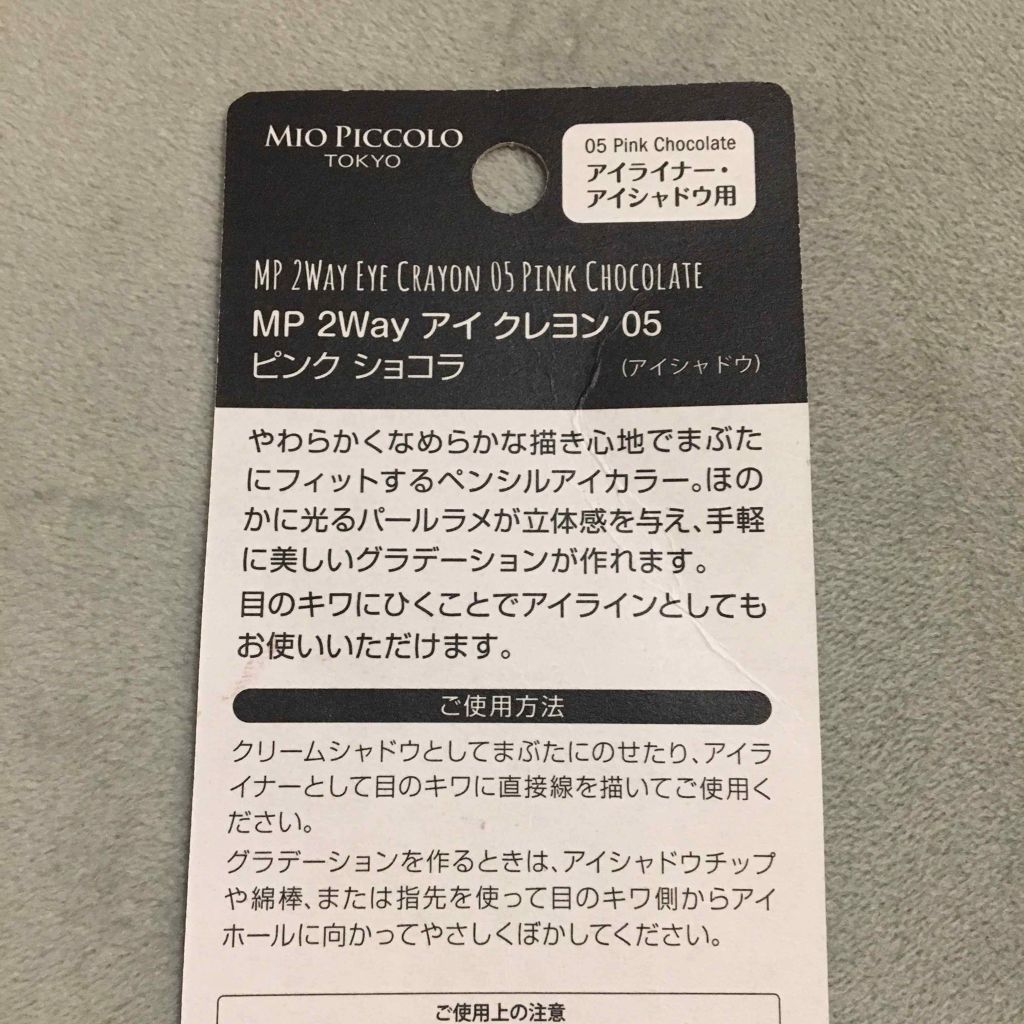 MIO PICCOLO
TOKYO
05 Pink Chocolate
アイライナー・
アイシャドウ用
MP 2WAY EYE CRAYON 05 PINK CHOCOLATE
MP 2Way アイ クレヨン 05
ピンク ショコラ (アイシャドウ)
やわらかくなめらかな描き心地でまぶた
にフィットするペンシルアイカラー。ほの
かに光るパールラメが立体感を与え、手軽
に美しいグラデーションが作れます。
目のキワにひくことでアイラインとしても
お使いいただけます。
ご使用方法
クリームシャドウとしてまぶたにのせたり、アイラ
イナーとして目のキワに直接線を描いてご使用く
ださい。
グラデーションを作るときは、アイシャドウチップ
や綿棒、または指先を使って目のキワ側からアイ
ホールに向かってやさしくぼかしてください。
ご使用上の注意